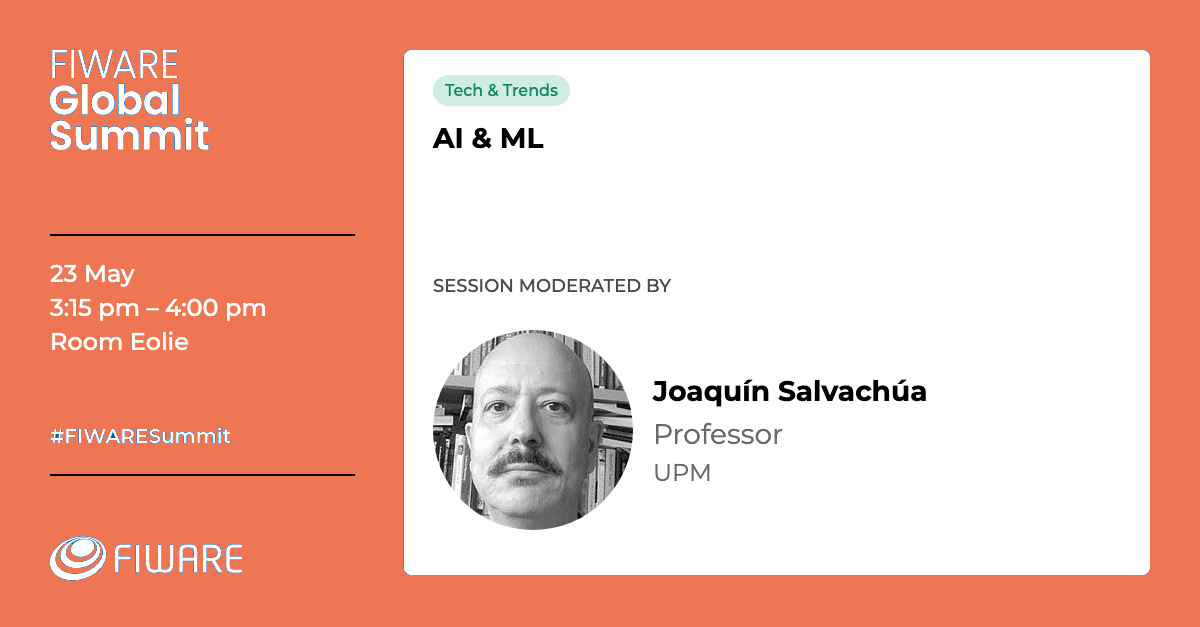 FIWARE
Global
Summit
23 May
3:15 pm – 4:00 pm
Room Eolie
#FIWARESummit
FIWARE
Tech & Trends
AI & ML
SESSION MODERATED BY
Joaquín Salvachúa
Professor
UPM